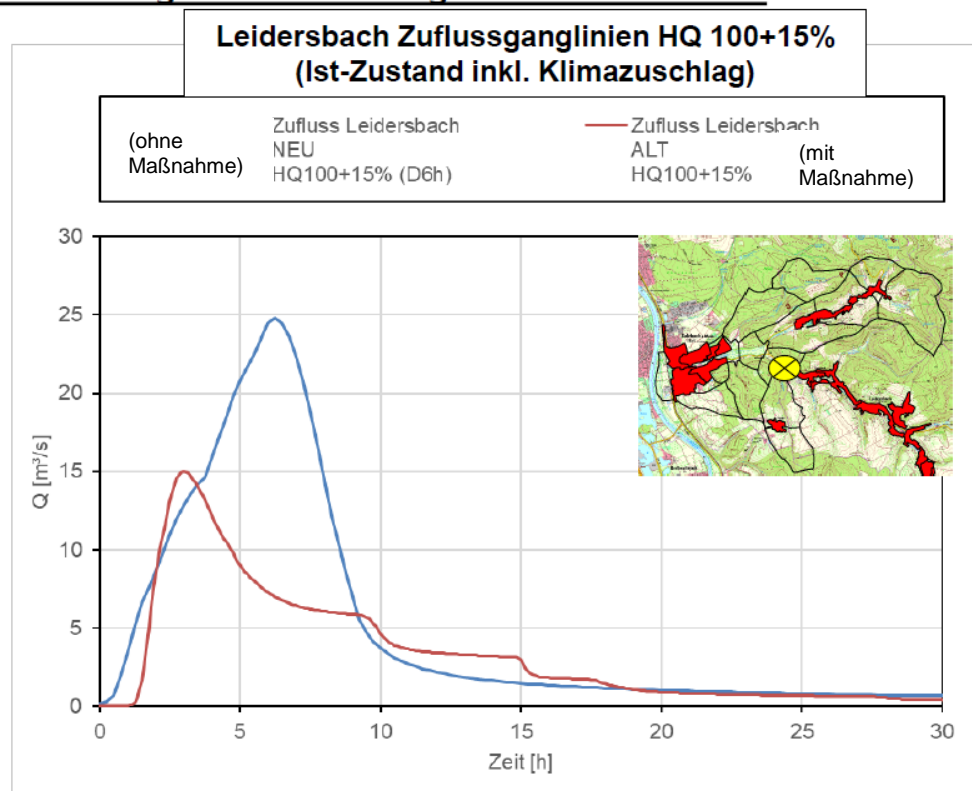 Leidersbach Zuflussganglinien HQ 100+15%
(Ist-Zustand inkl. Klimazuschlag)
(ohne
Maßnahme)
Zufluss Leidersbach
NEU
HQ100+15% (D6h)
Zufluss Leidersbach
ALT
HQ100+15%
(mit
Maßnahme)
Q [m³/s]
30
25
20
15
10
5
0
0
5
10
15
20
25
30
Zeit [h]